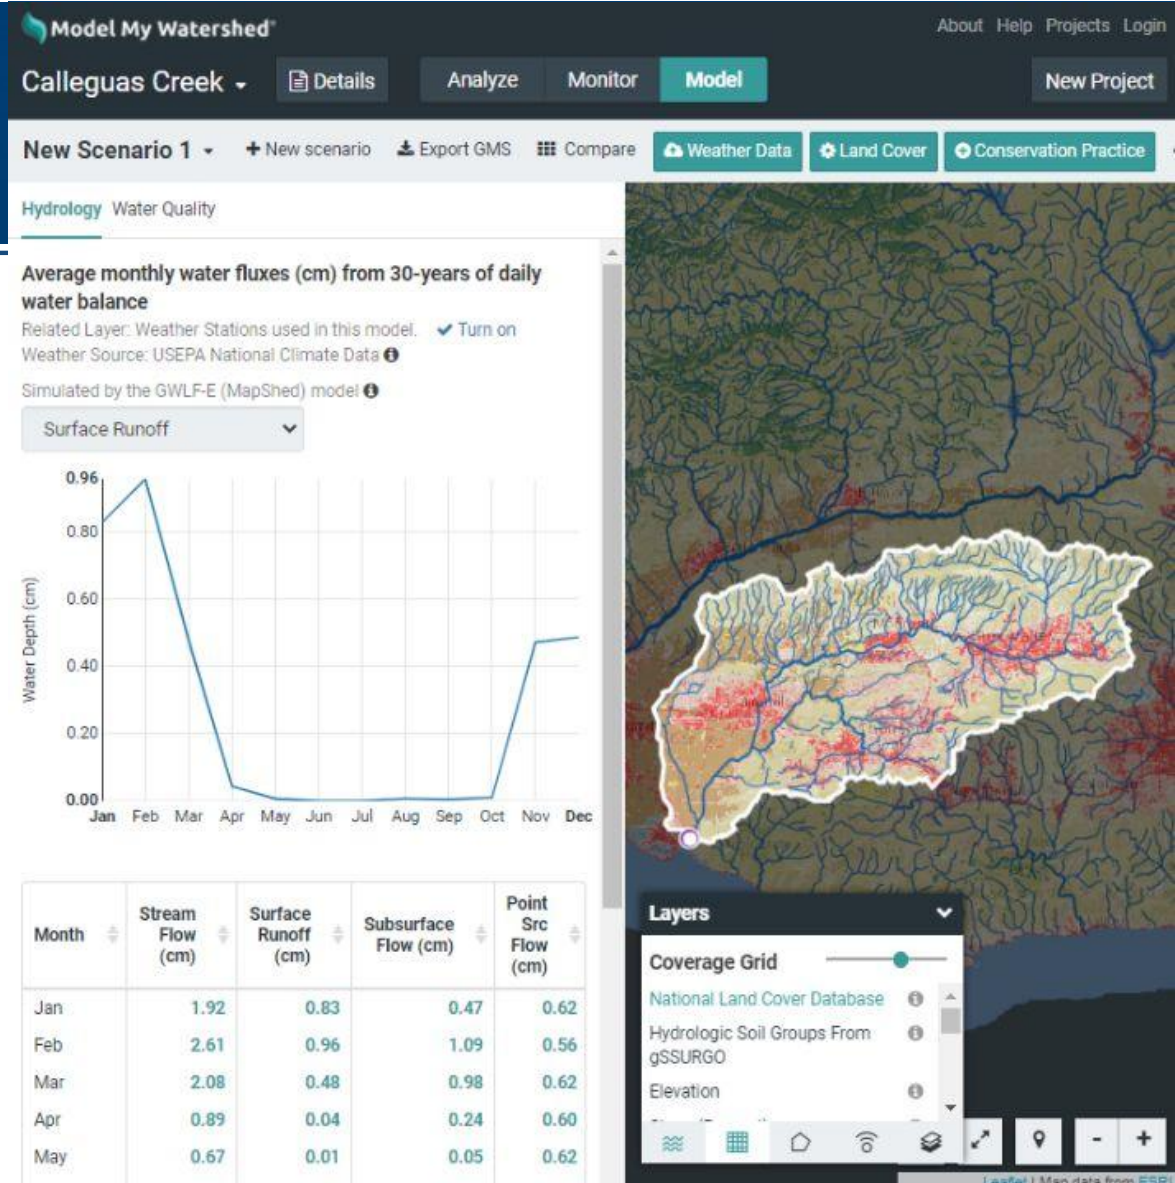 Model My Watershed®
About Help Projects Login
Calleguas Creek
Details
Analyze Monitor Model
New Project
New Scenario 1
New scenario
Export GMS
Compare
Weather Data
Land Cover
Conservation Practice
Hydrology Water Quality
Average monthly water fluxes (cm) from 30-years of daily
water balance
Related Layer: Weather Stations used in this model. Turn on
Weather Source: USEPA National Climate Data
Simulated by the GWLF-E (MapShed) model
Surface Runoff
Water Depth (cm)
0.96
0.80
0.60
0.40
0.20
0.00
Jan Feb Mar Apr May Jun Jul Aug Sep Oct Nov Dec
Month Stream Flow (cm) Surface Runoff (cm) Subsurface Flow (cm) Point Src Flow (cm)
Jan 1.92 0.83 0.47 0.62
Feb 2.61 0.96 1.09 0.56
Mar 2.08 0.48 0.98 0.62
Apr 0.89 0.04 0.24 0.60
May 0.67 0.01 0.05 0.62
Layers
Coverage Grid
National Land Cover Database
Hydrologic Soil Groups From
gSSURGO
Elevation
- +
Leaflet | Map data from ESRI